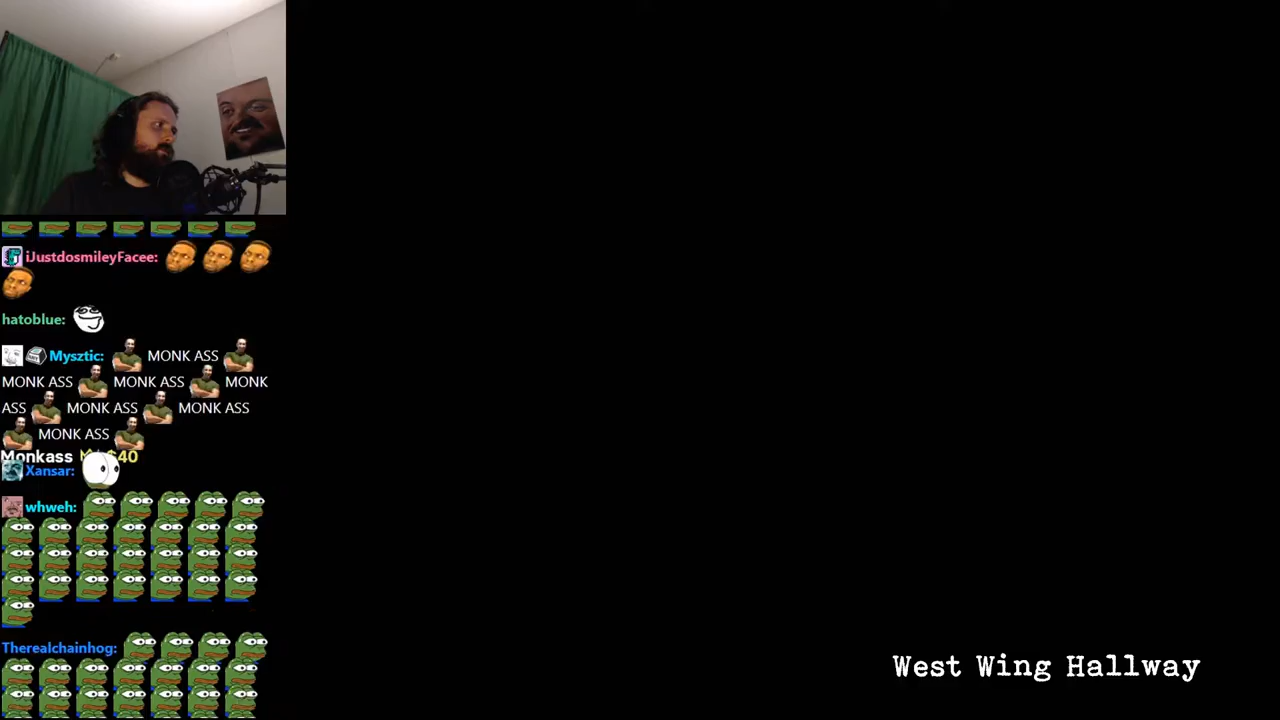 iJustdosmileyFacee:
hatoblue:
Mysztic: MONK ASS
MONK ASS MONK ASS MONK
ASS MONK ASS MONK ASS
MONK ASS
Monkass $40
Xansar:
whweh:
Therealchainhog:
West Wing Hallway